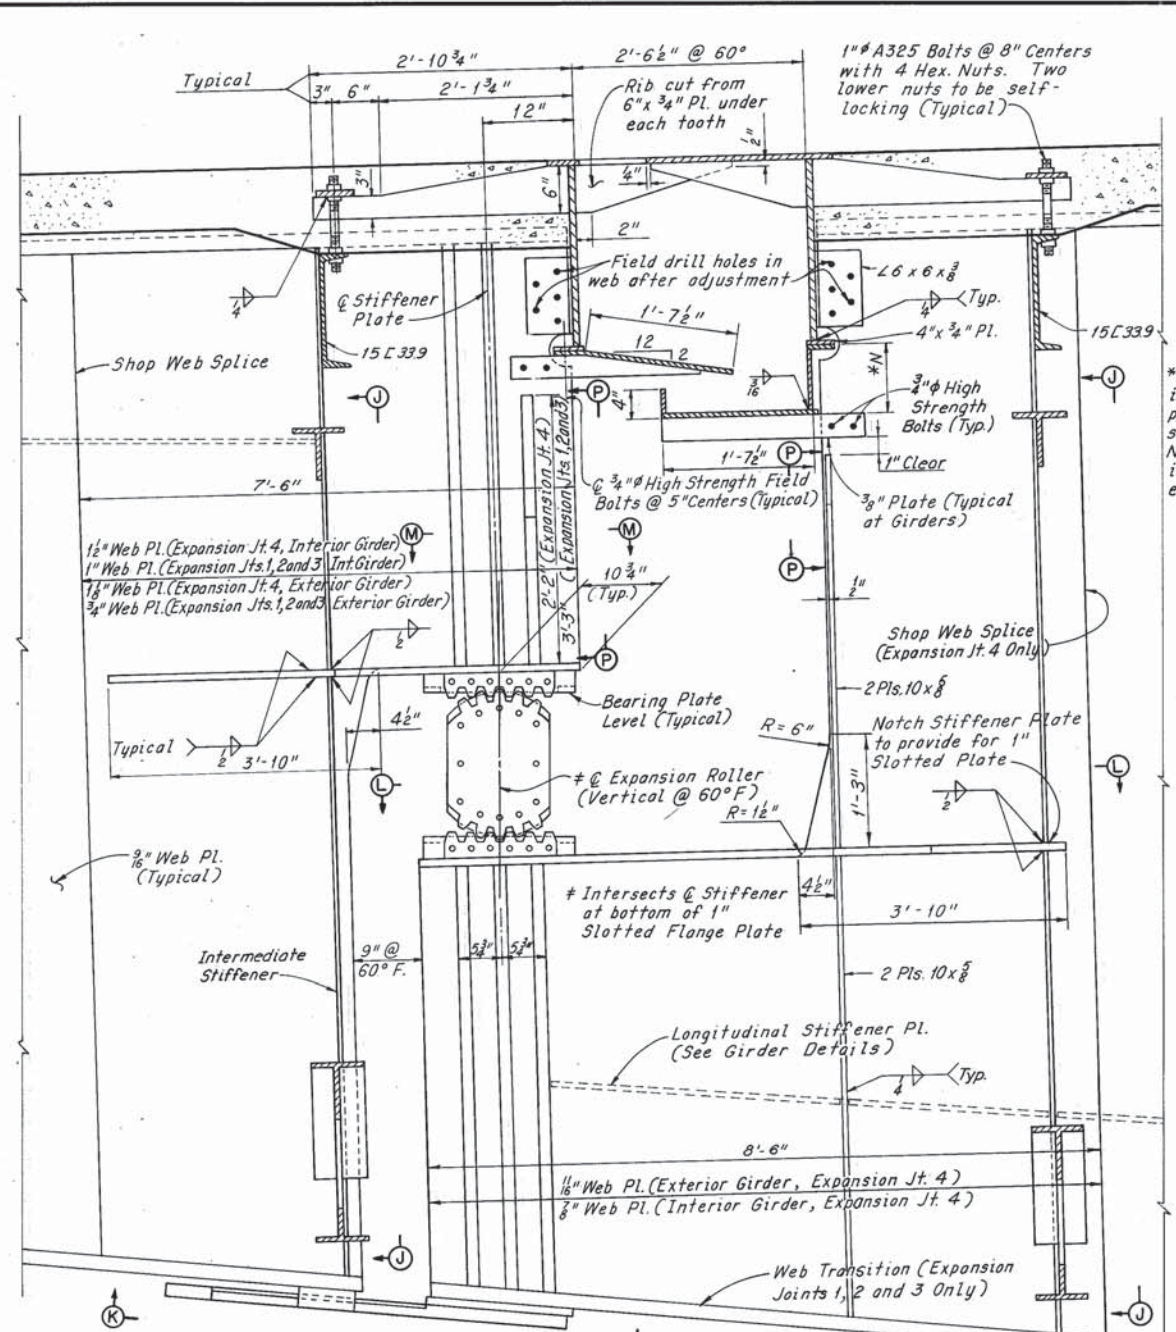 2'-10 3/4"
2'-6 1/2" @ 60°
1"ϕ A325 Bolts @ 8" Centers
with 4 Hex. Nuts. Two
lower nuts to be self-
locking (Typical)
Typical
3"
6"
2'-1 3/4"
12"
Rib cut from
6"x 3/4" Pl. under
each tooth
1/2"
3"
6"
1/4"
2"
1/4
℄ Stiffener
Plate
Field drill holes in
web after adjustment
∠6 x 6 x 3/8
1/4
Typ.
1'-7 1/2"
12
2
4"x 3/4" Pl.
15[33.9
15[33.9
Shop Web Splice
J
P
4"
3/16
*N
3/4"ϕ High
Strength
Bolts (Typ.)
J
P
1'-7 1/2"
1" Clear
7'-6"
℄ 3/4"ϕ High Strength Field
Bolts @ 5"Centers (Typical)
3/8" Plate (Typical
at Girders)
2'-2" (Expansion Jt. 4)
3'-3" (Expansion Jts. 1, 2 and 3)
1 1/2" Web Pl. (Expansion Jt. 4, Interior Girder)
1" Web Pl. (Expansion Jts. 1, 2 and 3 Int. Girder)
1 1/8" Web Pl. (Expansion Jt. 4, Exterior Girder)
3/4" Web Pl. (Expansion Jts. 1, 2 and 3 Exterior Girder)
M
M
10 3/4"
(Typ.)
P
1/2"
1/2
P
Shop Web Splice
(Expansion Jt. 4 Only)
2 Pls. 10 x 5/8
Bearing Plate
Level (Typical)
4 1/2"
Typical
1/2
3'-10"
R = 6"
Notch Stiffener Plate
to provide for 1"
Slotted Plate
L
‡ ℄ Expansion Roller
(Vertical @ 60° F)
R = 1 1/2"
1'-3"
1/2
L
9/16" Web Pl.
(Typical)
‡ Intersects ℄ Stiffener
at bottom of 1"
Slotted Flange Plate
4 1/2"
3'-10"
Intermediate
Stiffener
9" @
60° F.
5 3/4"
5 3/4"
2 Pls. 10 x 5/8
Longitudinal Stiffener Pl.
(See Girder Details)
1/4
Typ.
8'-6"
11/16" Web Pl. (Exterior Girder, Expansion Jt. 4)
7/8" Web Pl. (Interior Girder, Expansion Jt. 4)
J
Web Transition (Expansion
Joints 1, 2 and 3 Only)
K
J